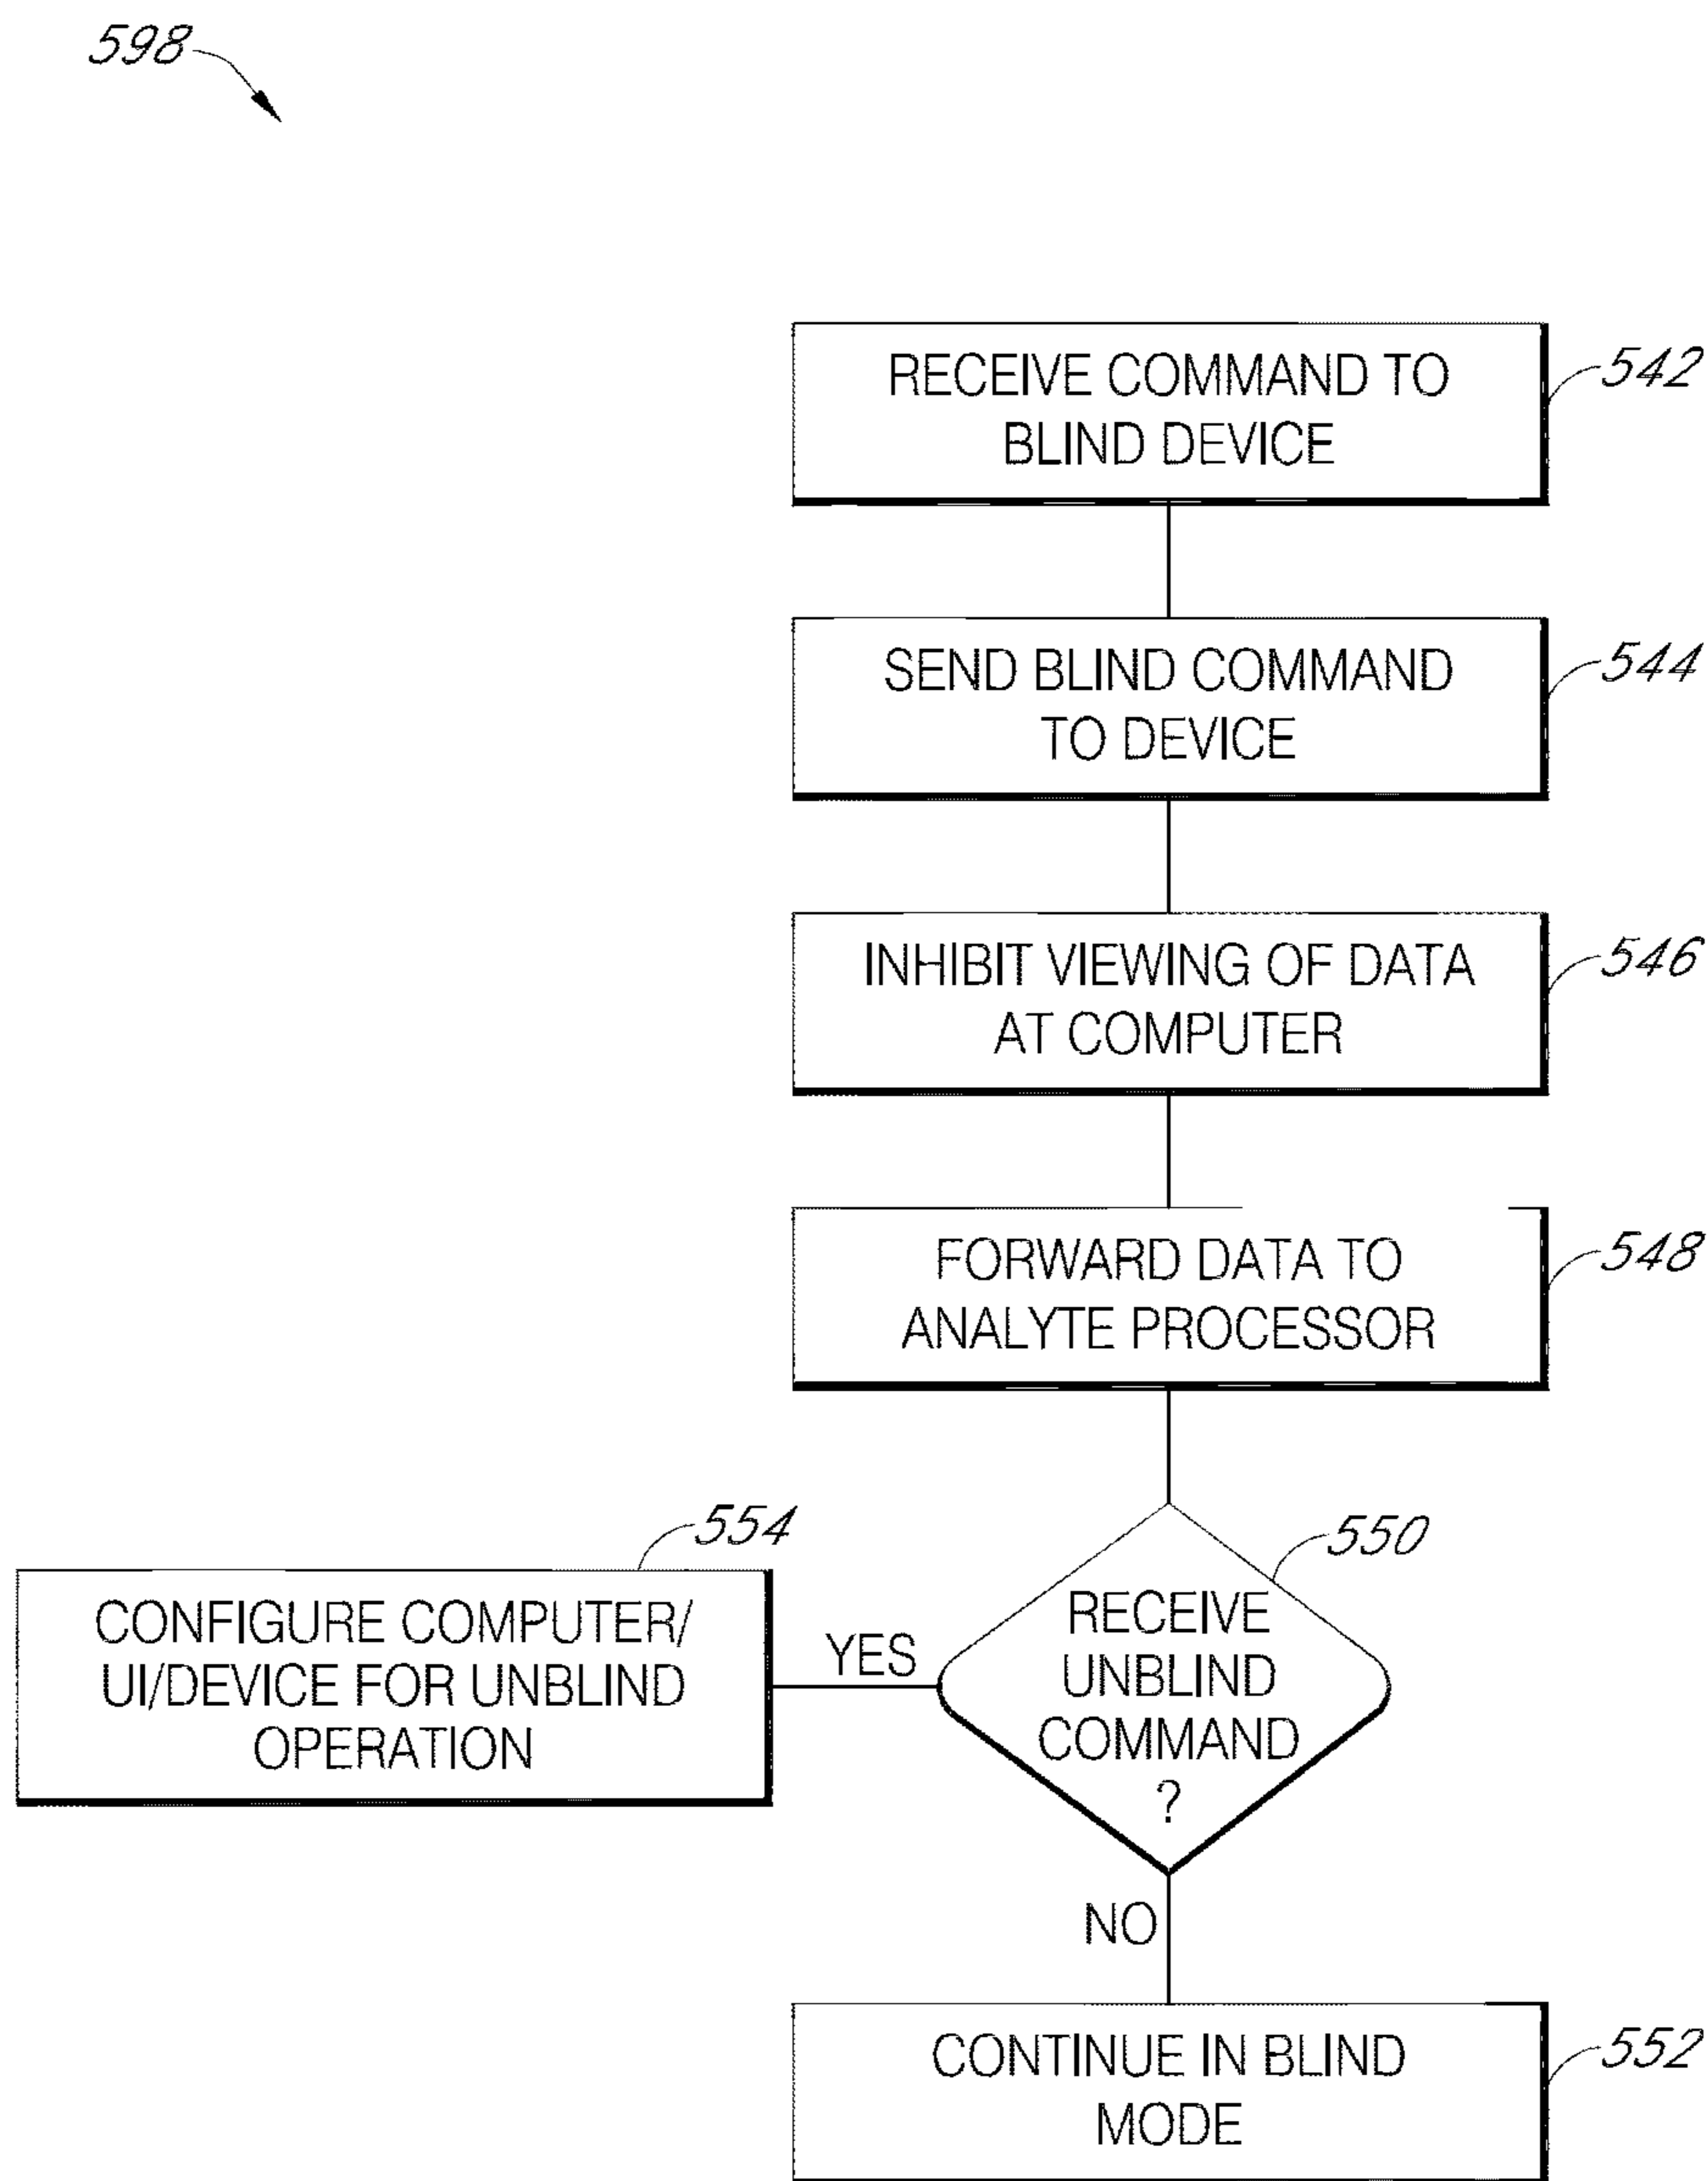 598
RECEIVE COMMAND TO
BLIND DEVICE
542
SEND BLIND COMMAND
TO DEVICE
544
INHIBIT VIEWING OF DATA
AT COMPUTER
546
FORWARD DATA TO
ANALYTE PROCESSOR
548
554
CONFIGURE COMPUTER/
UI/DEVICE FOR UNBLIND
OPERATION
YES
550
RECEIVE
UNBLIND
COMMAND
?
NO
CONTINUE IN BLIND
MODE
552